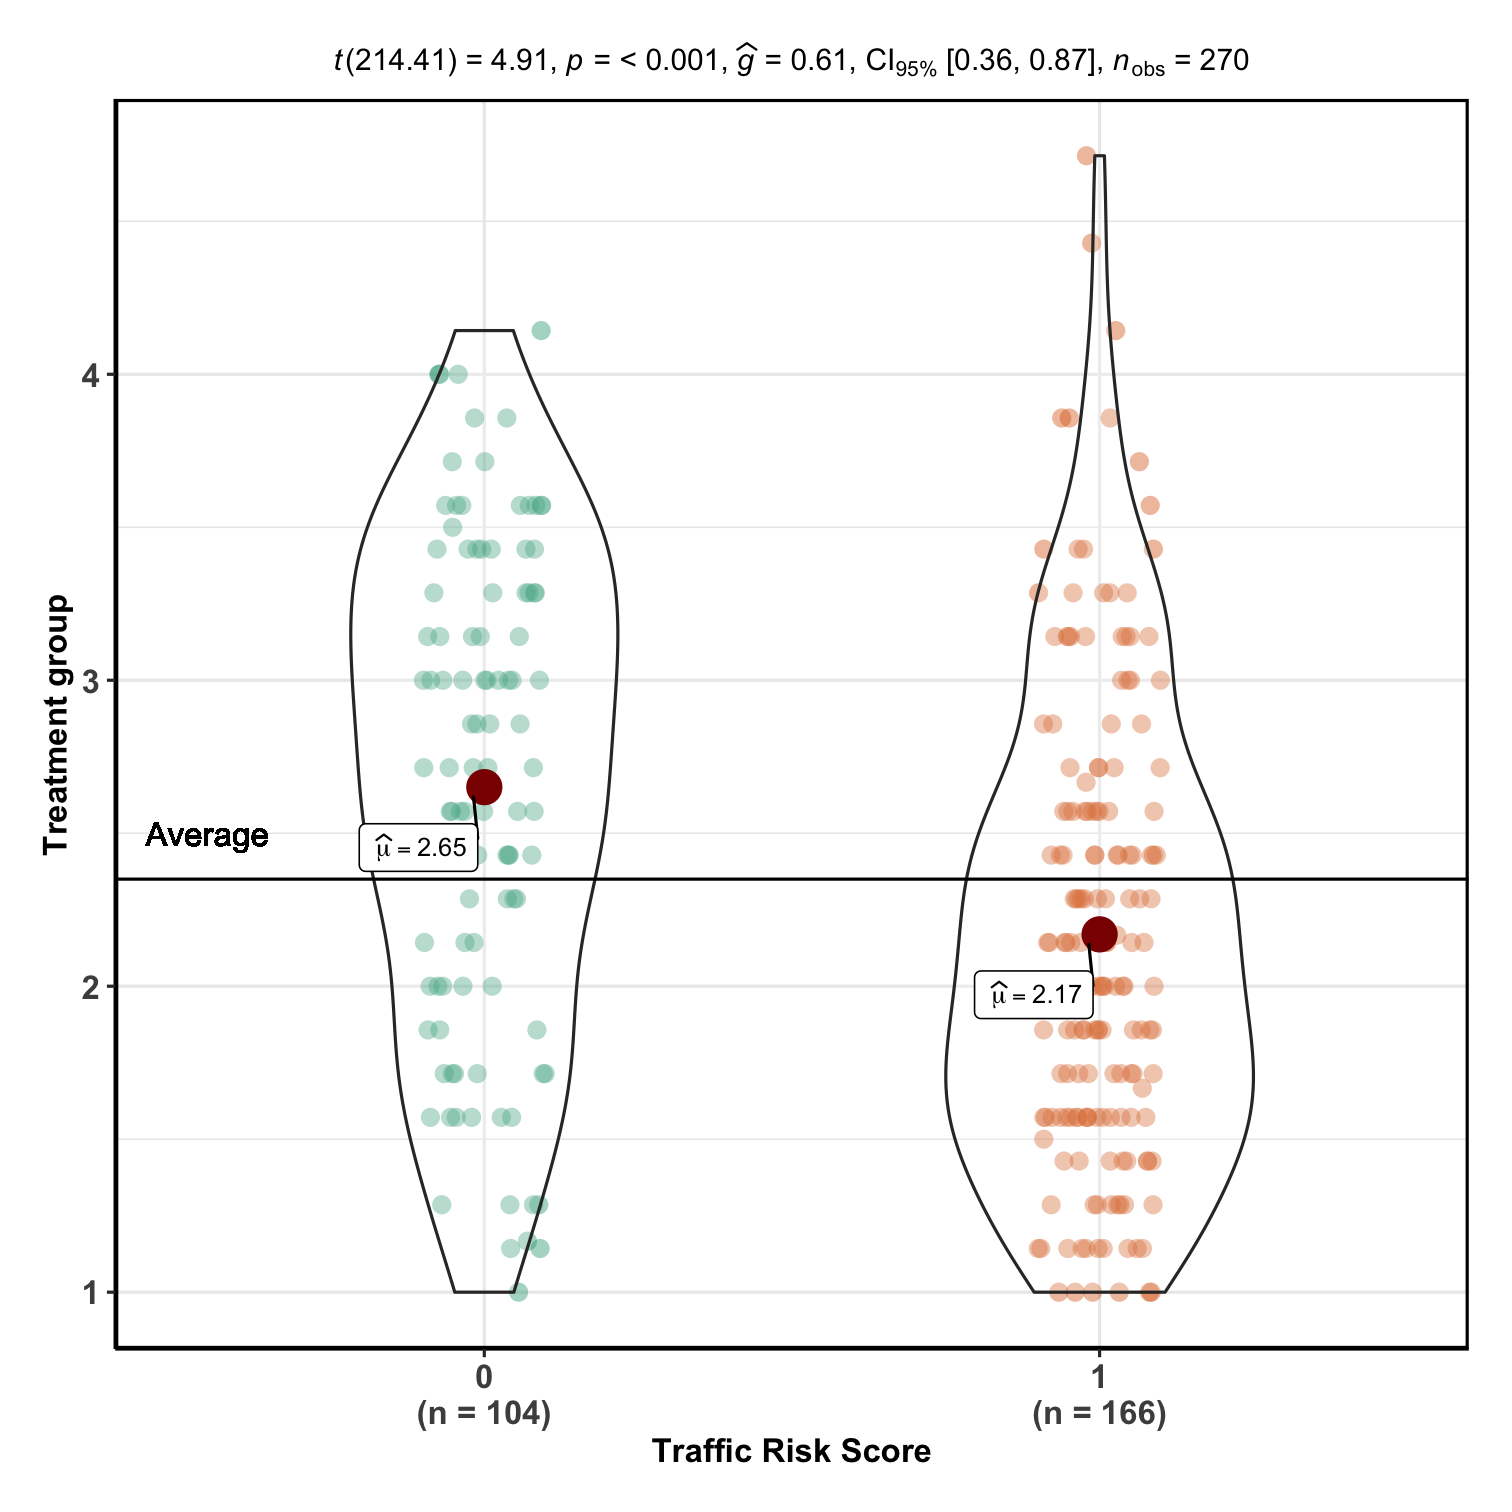 t(214.41) = 4.91, p = < 0.001, ĝ = 0.61, CI95% [0.36, 0.87], nobs = 270
4
3
2
1
Treatment group
Average
μ̂ = 2.65
μ̂ = 2.17
0
(n = 104)
1
(n = 166)
Traffic Risk Score